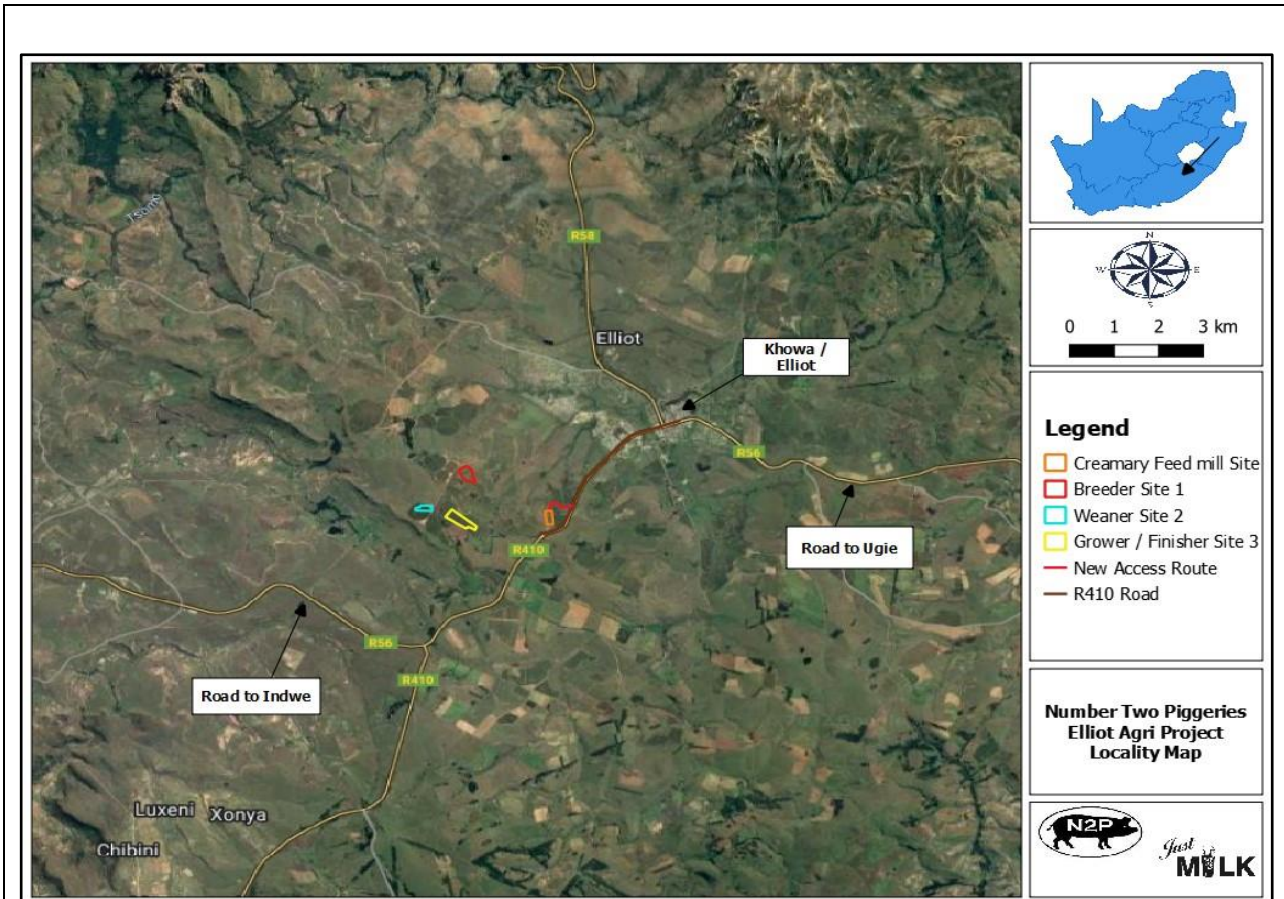 Tsomo
R58
Elliot
Khowa /
Elliot
R56
Road to Ugie
R410
R56
Road to Indwe
R410
Luxeni Xonya
Chibini
N
W E
S
0 1 2 3 km
Legend
Creamary Feed mill Site
Breeder Site 1
Weaner Site 2
Grower / Finisher Site 3
New Access Route
R410 Road
Number Two Piggeries
Elliot Agri Project
Locality Map
N2P
Just
MILK